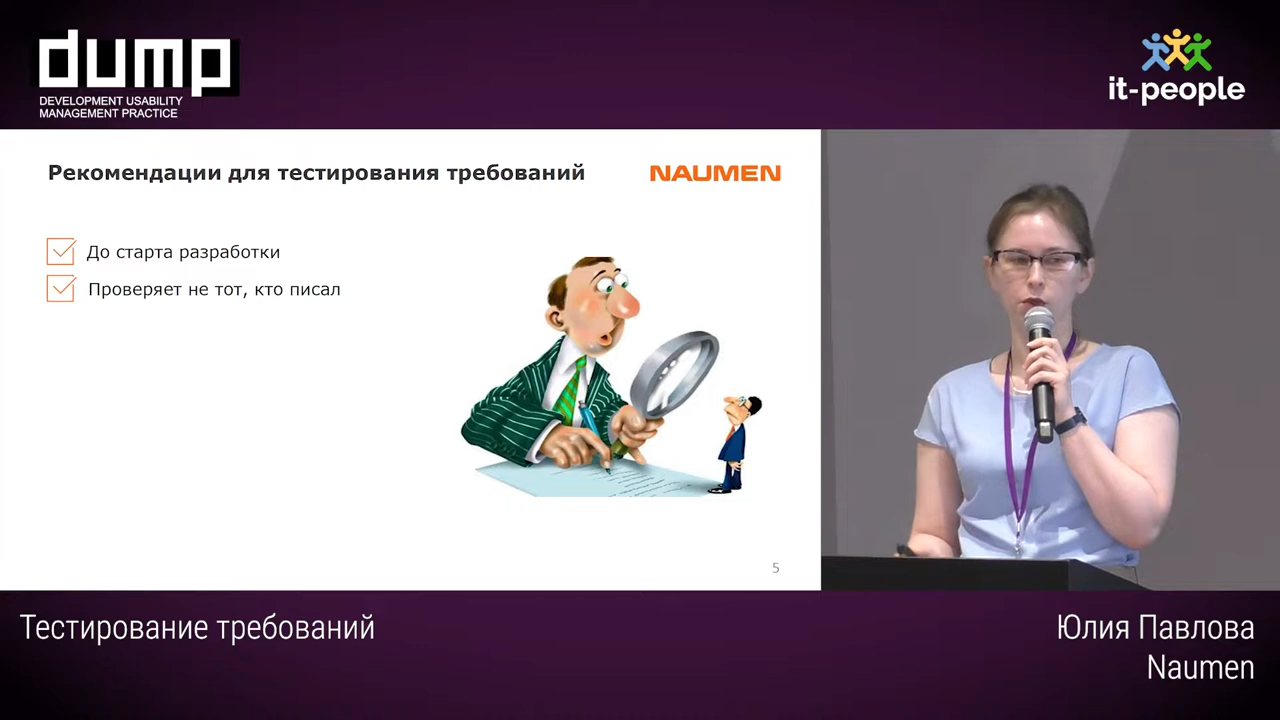 dump
DEVELOPMENT USABILITY
MANAGEMENT PRACTICE
it-people
Рекомендации для тестирования требований
NAUMEN
До старта разработки
Проверяет не тот, кто писал
5
Тестирование требований
Юлия Павлова
Naumen